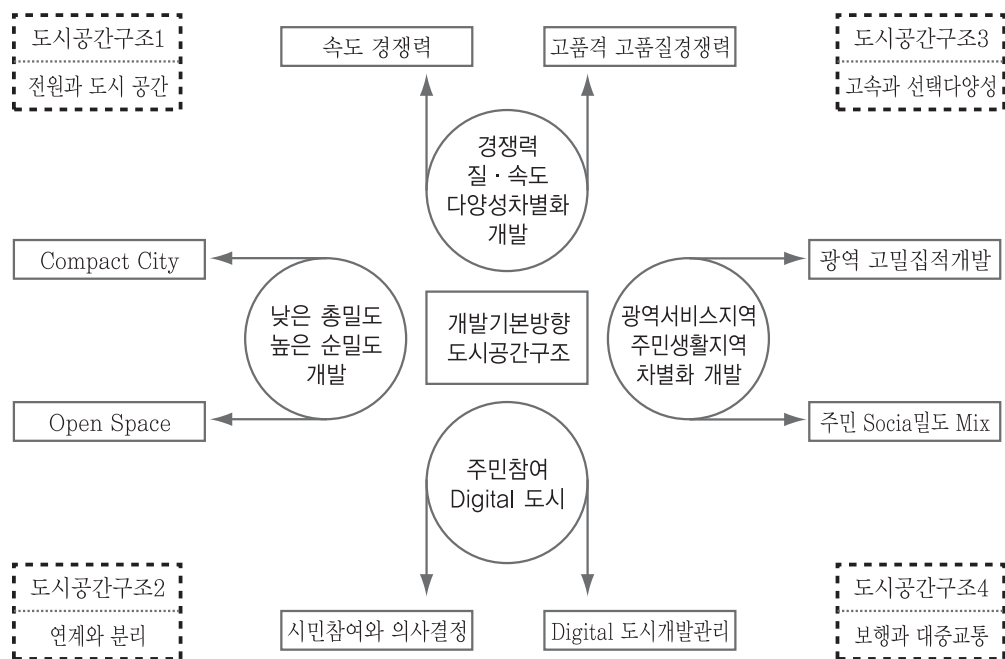 도시공간구조1
전원과 도시 공간
속도 경쟁력
고품격 고품질경쟁력
도시공간구조3
고속과 선택다양성
경쟁력
질 · 속도
다양성차별화
개발
Compact City
광역 고밀집적개발
낮은 총밀도
높은 순밀도
개발
개발기본방향
도시공간구조
광역서비스지역
주민생활지역
차별화 개발
Open Space
주민 Socia밀도 Mix
주민참여
Digital 도시
도시공간구조2
연계와 분리
시민참여와 의사결정
Digital 도시개발관리
도시공간구조4
보행과 대중교통